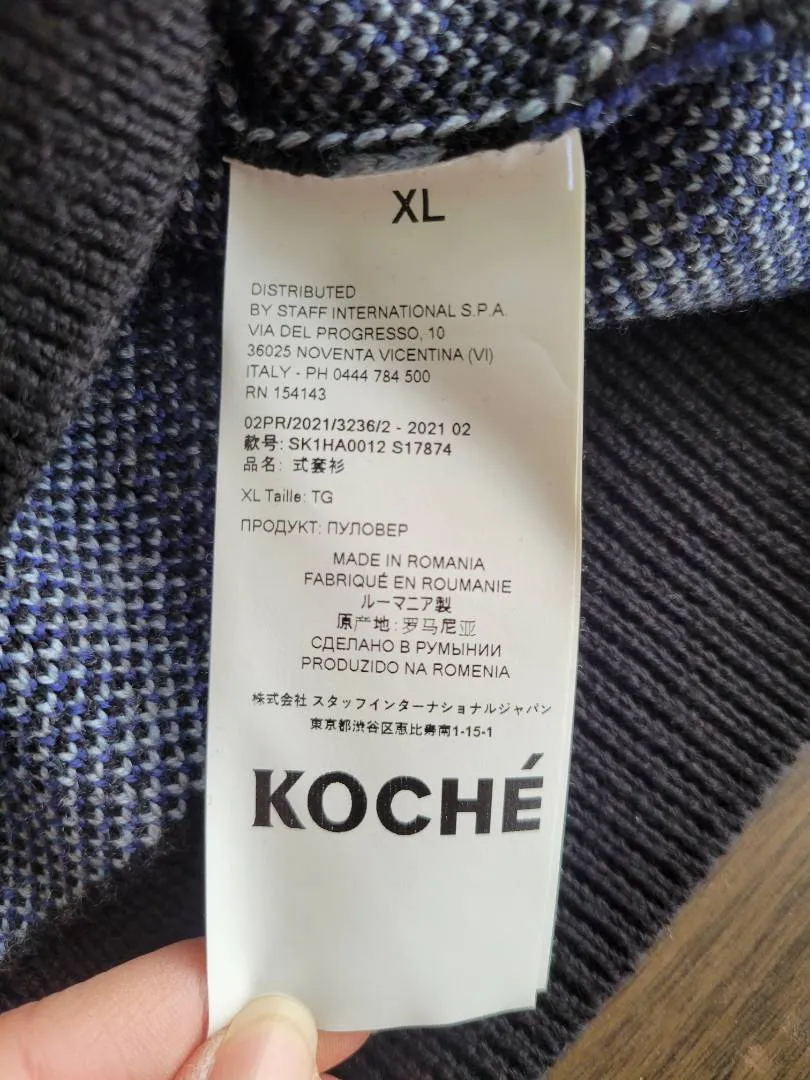 XL
DISTRIBUTED
BY STAFF INTERNATIONAL S.P.A.
VIA DEL PROGRESSO, 10
36025 NOVENTA VICENTINA (VI)
ITALY - PH 0444 784 500
RN 154143
02PR/2021/3236/2 - 2021 02
款号: SK1HA0012 S17874
品名: 式套衫
XL Taille: TG
ПРОДУКТ: ПУЛОВЕР
MADE IN ROMANIA
FABRIQUÉ EN ROUMANIE
ルーマニア製
原产地: 罗马尼亚
СДЕЛАНО В РУМЫНИИ
PRODUZIDO NA ROMENIA
株式会社 スタッフインターナショナルジャパン
東京都渋谷区恵比寿南1-15-1
KOCHÉ